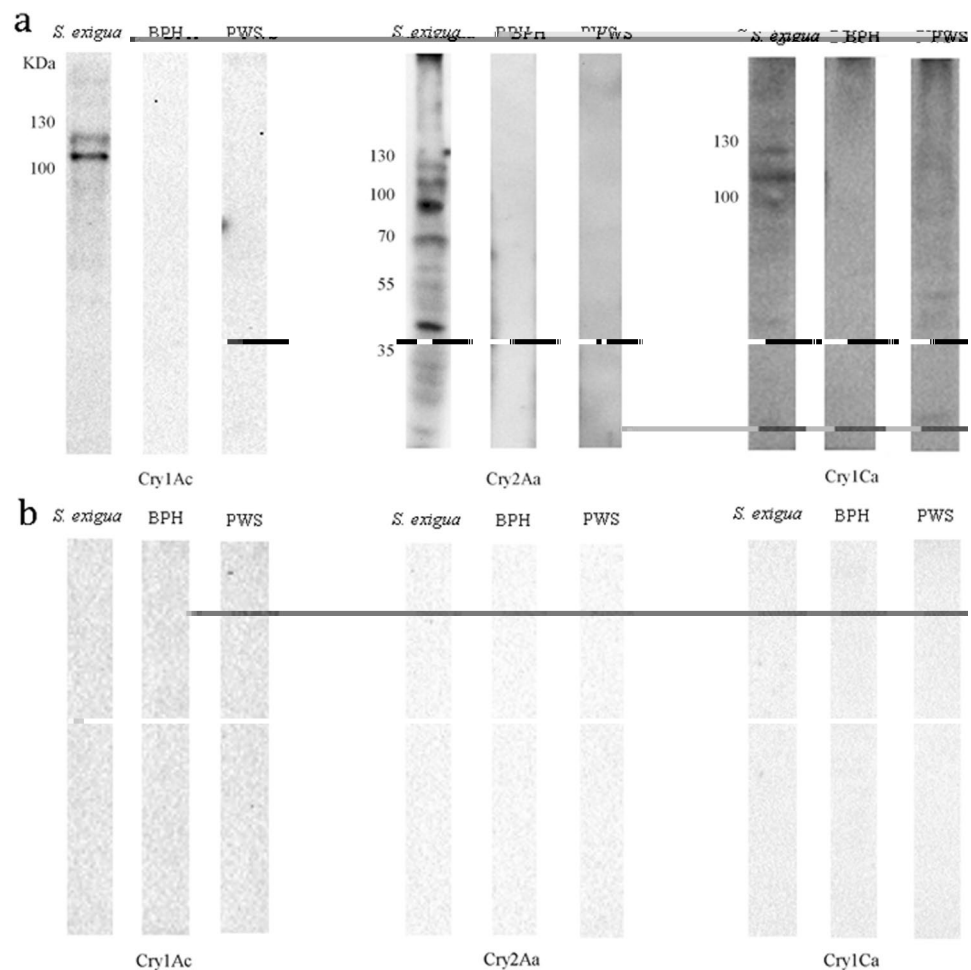 a
S. exigua BPH PWS S. exigua BPH PWS S. exigua BPH PWS
KDa
130
100
130
100
70
55
35
130
100
Cry1Ac Cry2Aa Cry1Ca
b
S. exigua BPH PWS S. exigua BPH PWS S. exigua BPH PWS
Cry1Ac Cry2Aa Cry1Ca